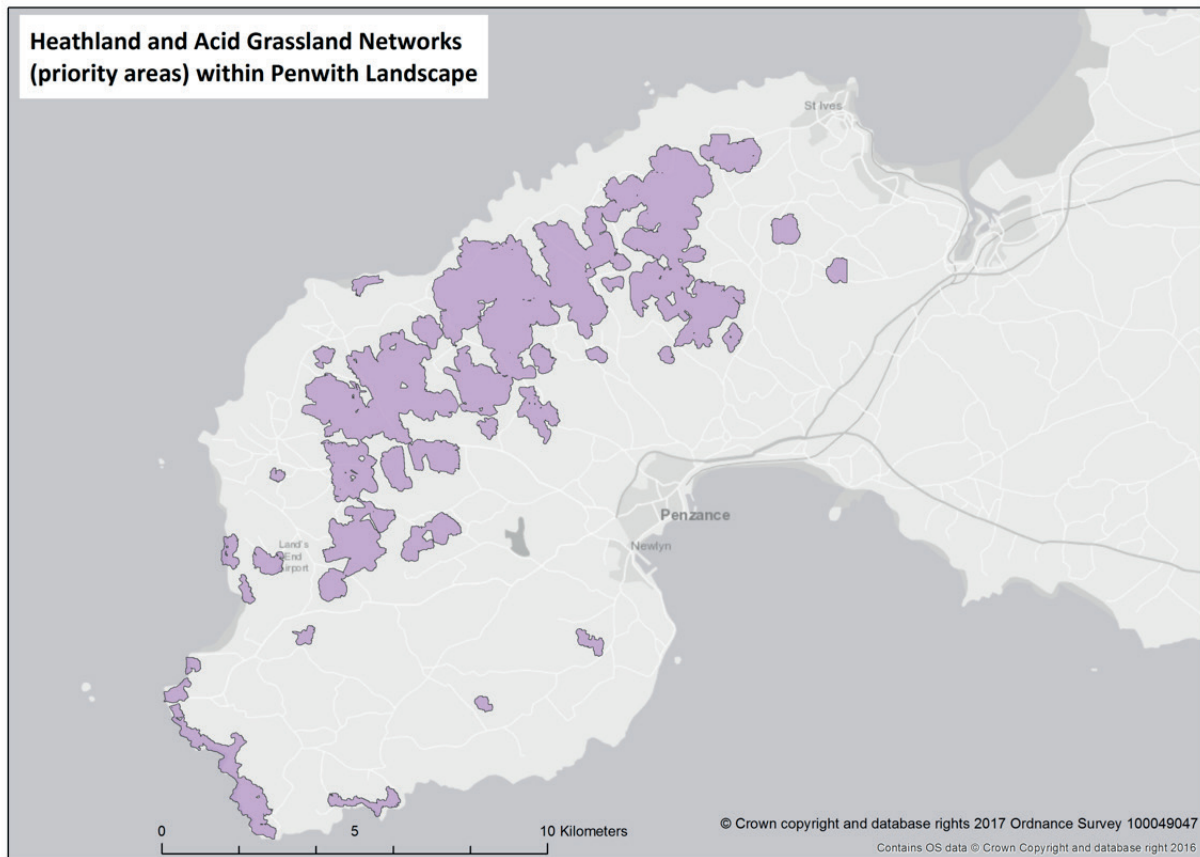 Heathland and Acid Grassland Networks
(priority areas) within Penwith Landscape
St Ives
Penzance
Newlyn
Land's
End
Airport
0
5
10 Kilometers
© Crown copyright and database rights 2017 Ordnance Survey 100049047
Contains OS data © Crown Copyright and database right 2016